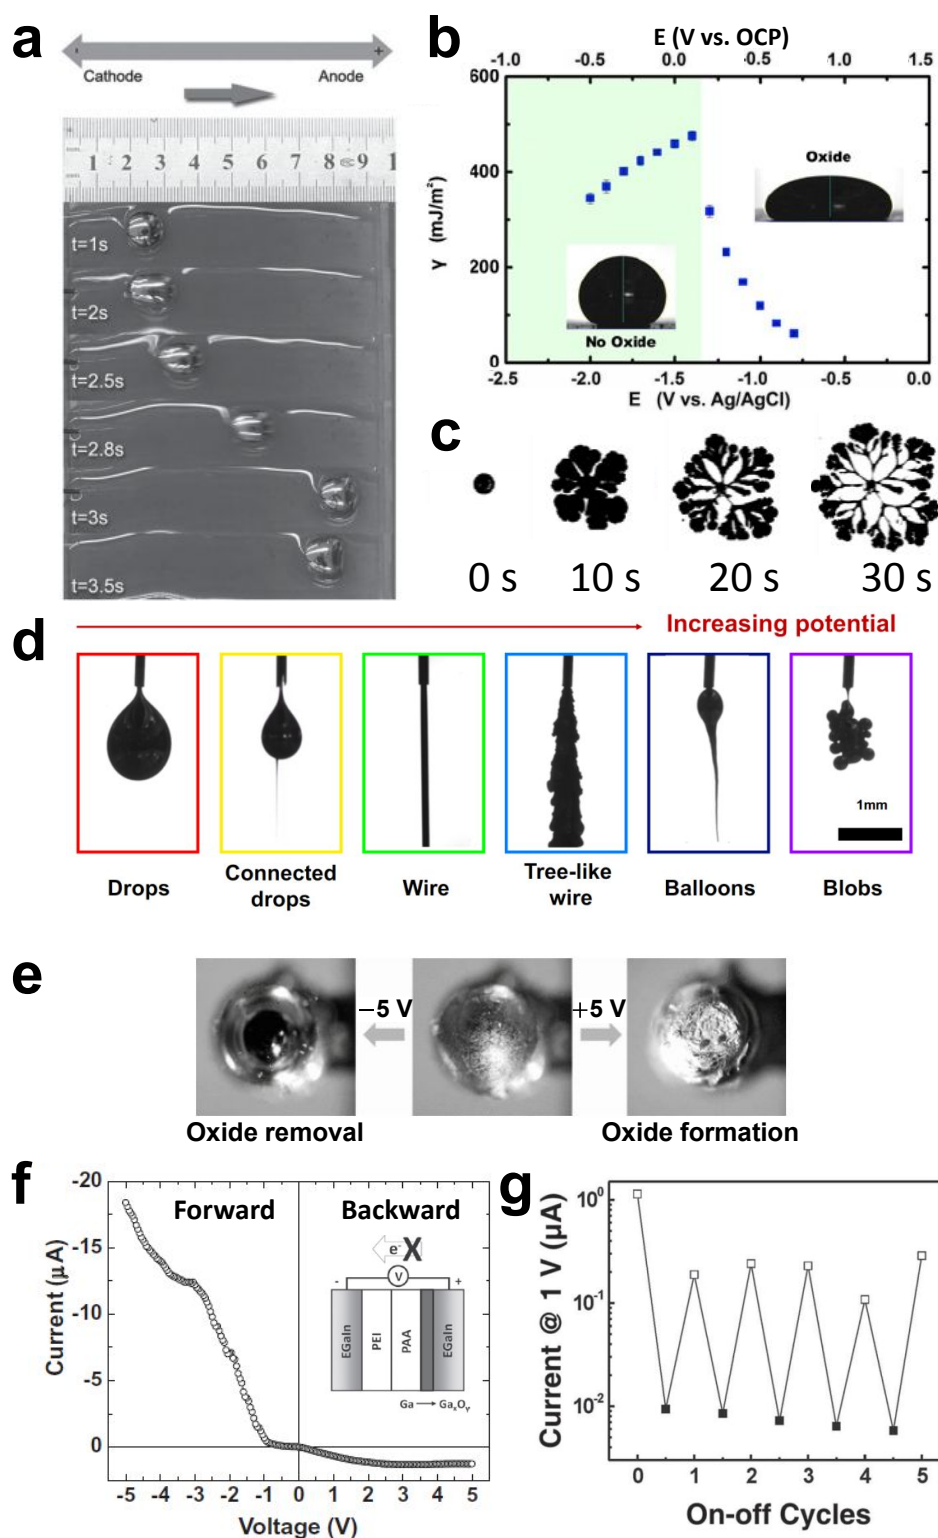 a
- +
Cathode Anode
1 2 3 4 5 6 7 8 9 1
t=1s
t=2s
t=2.5s
t=2.8s
t=3s
t=3.5s
b
E (V vs. OCP)
-1.0 -0.5 0.0 0.5 1.0 1.5
600
400
200
0
γ (mJ/m²)
Oxide
No Oxide
-2.5 -2.0 -1.5 -1.0 -0.5 0.0
E (V vs. Ag/AgCl)
c
0 s 10 s 20 s 30 s
d
Increasing potential
1mm
Drops
Connected
drops
Wire
Tree-like
wire
Balloons
Blobs
e
−5 V
+5 V
Oxide removal
Oxide formation
f
-20
-15
-10
-5
0
Current (μA)
Forward Backward
e⁻ X
- V +
EGaIn PEI PAA EGaIn
Ga → GaₓOᵧ
-5 -4 -3 -2 -1 0 1 2 3 4 5
Voltage (V)
g
10⁰
10⁻¹
10⁻²
Current @ 1 V (μA)
0 1 2 3 4 5
On-off Cycles